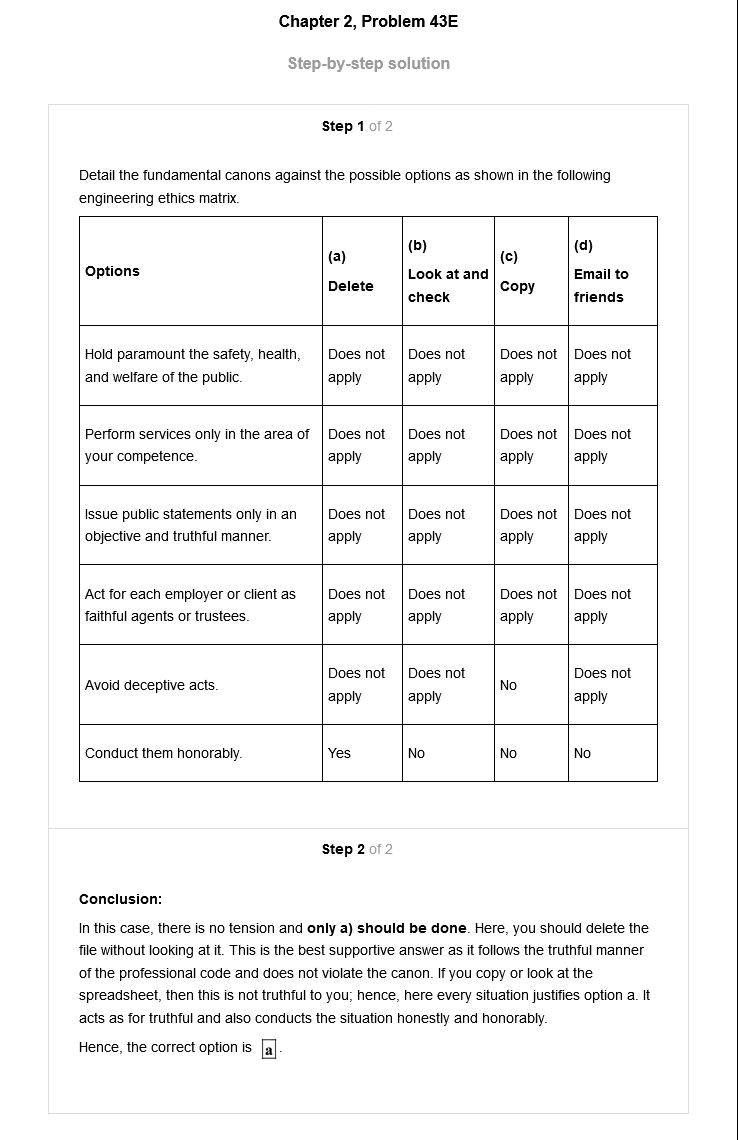 Chapter 2, Problem 43E
Step-by-step solution
Step 1 of 2
Detail the fundamental canons against the possible options as shown in the following
engineering ethics matrix.
Options
(a)
Delete
(b)
Look at and
check
(c)
Copy
(d)
Email to
friends
Hold paramount the safety, health,
and welfare of the public.
Does not
apply
Does not
apply
Does not
apply
Does not
apply
Perform services only in the area of
your competence.
Does not
apply
Does not
apply
Does not
apply
Does not
apply
Issue public statements only in an
objective and truthful manner.
Does not
apply
Does not
apply
Does not
apply
Does not
apply
Act for each employer or client as
faithful agents or trustees.
Does not
apply
Does not
apply
Does not
apply
Does not
apply
Avoid deceptive acts.
Does not
apply
Does not
apply
No
Does not
apply
Conduct them honorably.
Yes
No
No
No
Step 2 of 2
Conclusion:
In this case, there is no tension and only a) should be done. Here, you should delete the
file without looking at it. This is the best supportive answer as it follows the truthful manner
of the professional code and does not violate the canon. If you copy or look at the
spreadsheet, then this is not truthful to you; hence, here every situation justifies option a. It
acts as for truthful and also conducts the situation honestly and honorably.
Hence, the correct option is a.